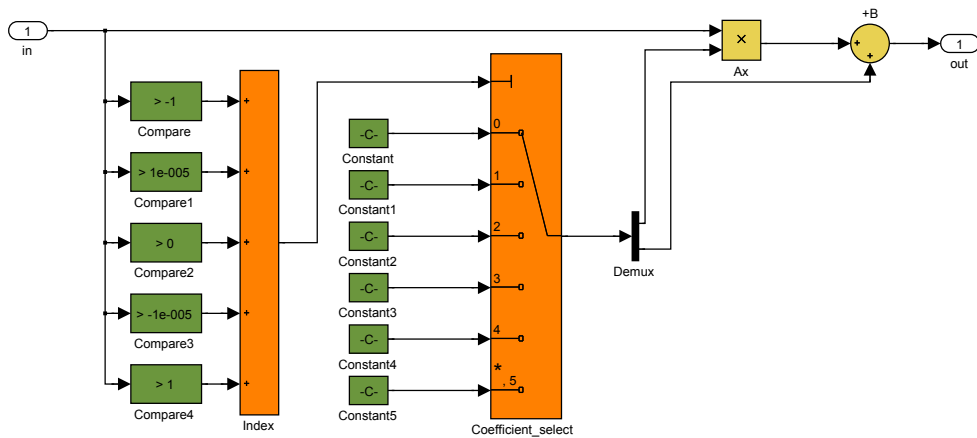 +B
1
in
×
Ax
+
+
1
out
> -1
Compare
+
> 1e-005
Compare1
+
> 0
Compare2
+
> -1e-005
Compare3
+
> 1
Compare4
+
Index
-C-
Constant
-C-
Constant1
-C-
Constant2
-C-
Constant3
-C-
Constant4
-C-
Constant5
0
1
2
3
4
*
, 5
Coefficient_select
Demux